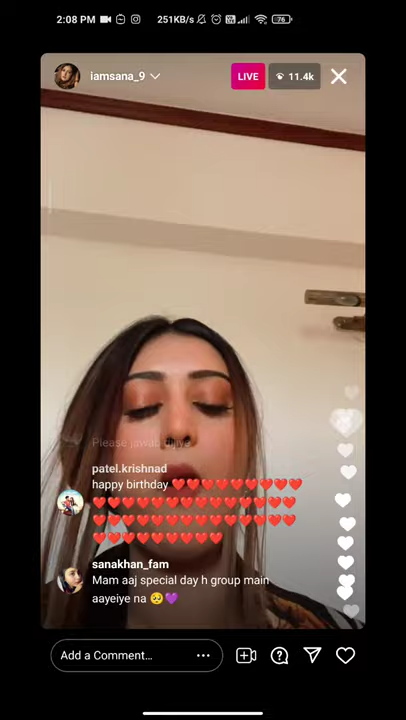 2:08 PM
251KB/s
76
iamsana_9
LIVE
11.4k
Please jawab
patel.krishnad
happy birthday ❤️❤️❤️❤️❤️❤️❤️❤️❤️
❤️❤️❤️❤️❤️❤️❤️❤️❤️❤️❤️❤️❤️❤️
❤️❤️❤️❤️❤️❤️❤️❤️❤️❤️❤️❤️❤️❤️
❤️❤️❤️❤️❤️❤️❤️❤️❤️
sanakhan_fam
Mam aaj special day h group main
aayeiye na 🥺💜
Add a Comment...